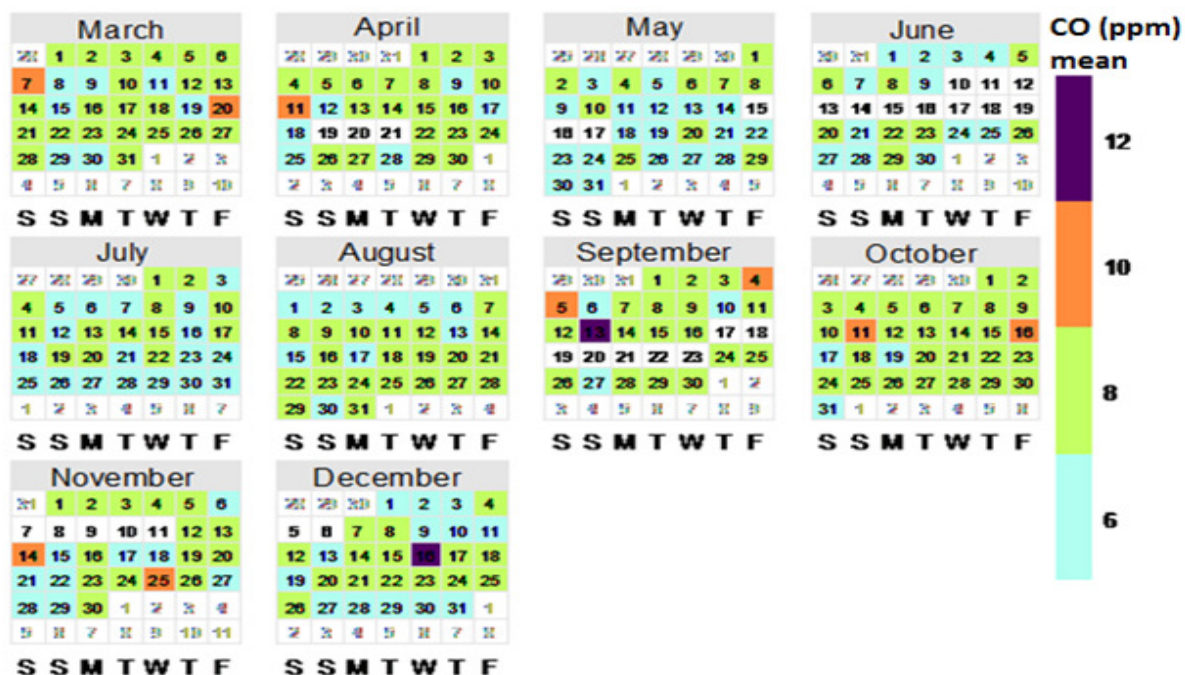 March
1 2 3 4 5 6
7 8 9 10 11 12 13
14 15 16 17 18 19 20
21 22 23 24 25 26 27
28 29 30 31
S S M T W T F
April
1 2 3
4 5 6 7 8 9 10
11 12 13 14 15 16 17
18 19 20 21 22 23 24
25 26 27 28 29 30
S S M T W T F
May
1
2 3 4 5 6 7 8
9 10 11 12 13 14 15
16 17 18 19 20 21 22
23 24 25 26 27 28 29
30 31
S S M T W T F
June
1 2 3 4 5
6 7 8 9 10 11 12
13 14 15 16 17 18 19
20 21 22 23 24 25 26
27 28 29 30
S S M T W T F
CO (ppm)
mean
12
10
8
6
July
1 2 3
4 5 6 7 8 9 10
11 12 13 14 15 16 17
18 19 20 21 22 23 24
25 26 27 28 29 30 31
S S M T W T F
August
1 2 3 4 5 6 7
8 9 10 11 12 13 14
15 16 17 18 19 20 21
22 23 24 25 26 27 28
29 30 31
S S M T W T F
September
1 2 3 4
5 6 7 8 9 10 11
12 13 14 15 16 17 18
19 20 21 22 23 24 25
26 27 28 29 30
S S M T W T F
October
1 2
3 4 5 6 7 8 9
10 11 12 13 14 15 16
17 18 19 20 21 22 23
24 25 26 27 28 29 30
31
S S M T W T F
November
1 2 3 4 5 6
7 8 9 10 11 12 13
14 15 16 17 18 19 20
21 22 23 24 25 26 27
28 29 30
S S M T W T F
December
1 2 3 4
5 6 7 8 9 10 11
12 13 14 15 16 17 18
19 20 21 22 23 24 25
26 27 28 29 30 31
S S M T W T F